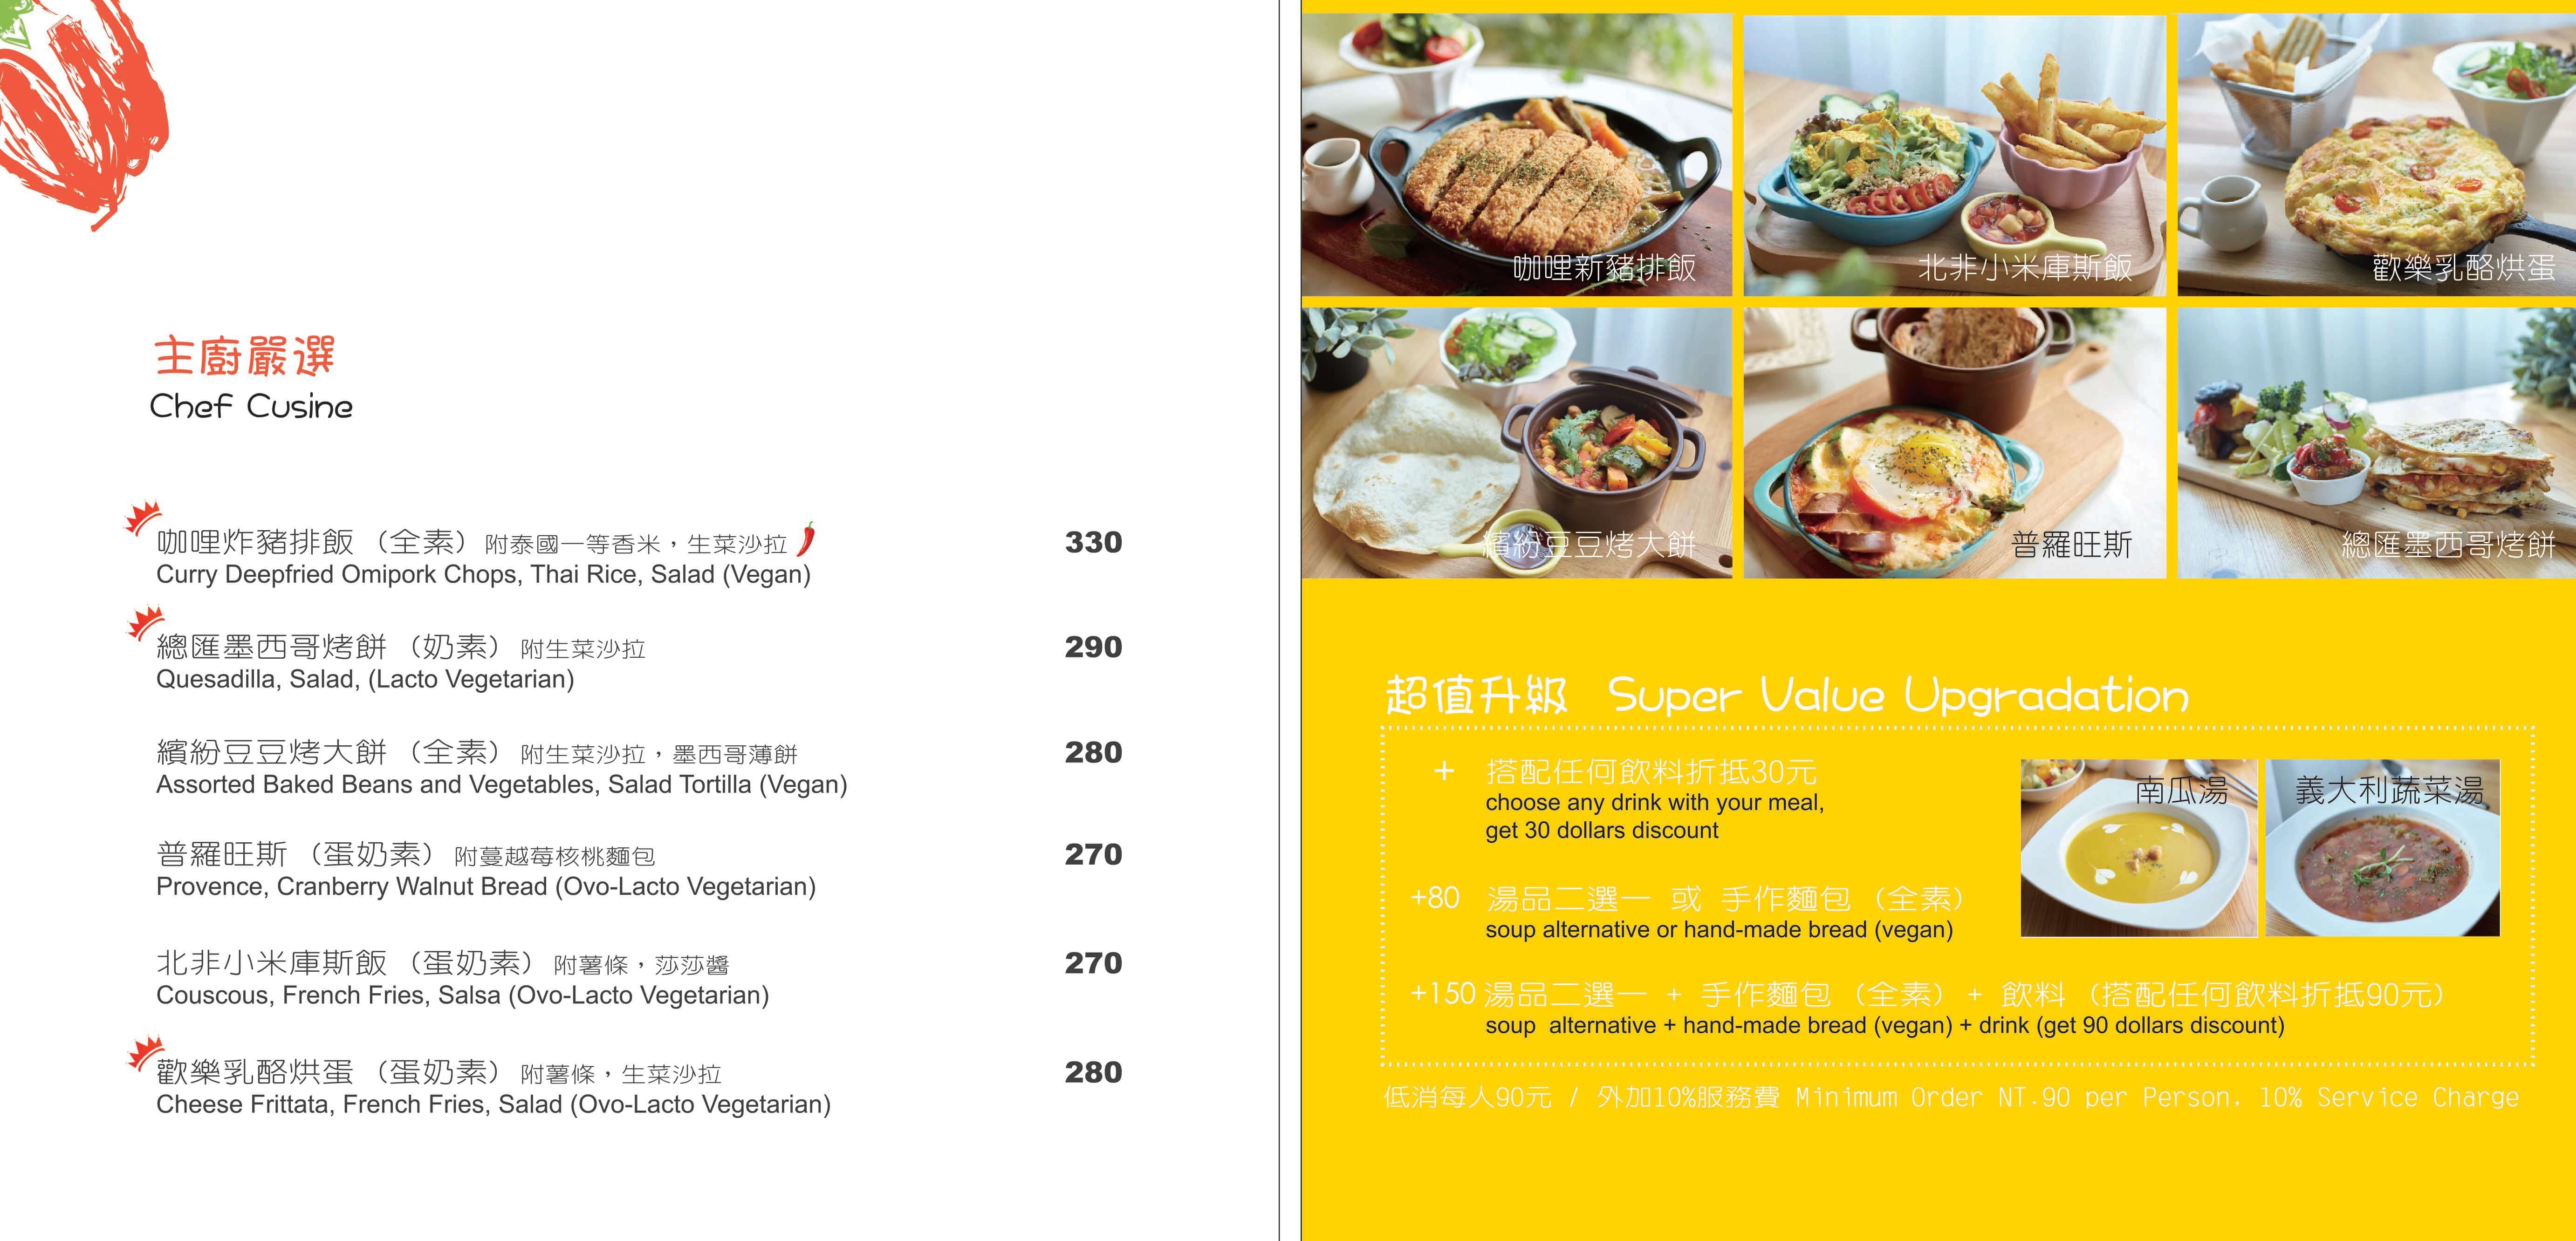 主廚嚴選
Chef Cusine
咖哩炸豬排飯（全素）附泰國一等香米，生菜沙拉
330
Curry Deepfried Omipork Chops, Thai Rice, Salad (Vegan)
總匯墨西哥烤餅（奶素）附生菜沙拉
290
Quesadilla, Salad, (Lacto Vegetarian)
繽紛豆豆烤大餅（全素）附生菜沙拉，墨西哥薄餅
280
Assorted Baked Beans and Vegetables, Salad Tortilla (Vegan)
普羅旺斯（蛋奶素）附蔓越莓核桃麵包
270
Provence, Cranberry Walnut Bread (Ovo-Lacto Vegetarian)
北非小米庫斯飯（蛋奶素）附薯條，莎莎醬
270
Couscous, French Fries, Salsa (Ovo-Lacto Vegetarian)
歡樂乳酪烘蛋（蛋奶素）附薯條，生菜沙拉
280
Cheese Frittata, French Fries, Salad (Ovo-Lacto Vegetarian)
咖哩新豬排飯
北非小米庫斯飯
歡樂乳酪烘蛋
繽紛豆豆烤大餅
普羅旺斯
總匯墨西哥烤餅
超值升級 Super Value Upgradation
+ 搭配任何飲料折抵30元
choose any drink with your meal,
get 30 dollars discount
南瓜湯
義大利蔬菜湯
+80 湯品二選一 或 手作麵包（全素）
soup alternative or hand-made bread (vegan)
+150 湯品二選一 + 手作麵包（全素）+ 飲料（搭配任何飲料折抵90元）
soup alternative + hand-made bread (vegan) + drink (get 90 dollars discount)
低消每人90元 / 外加10%服務費 Minimum Order NT.90 per Person, 10% Service Charge